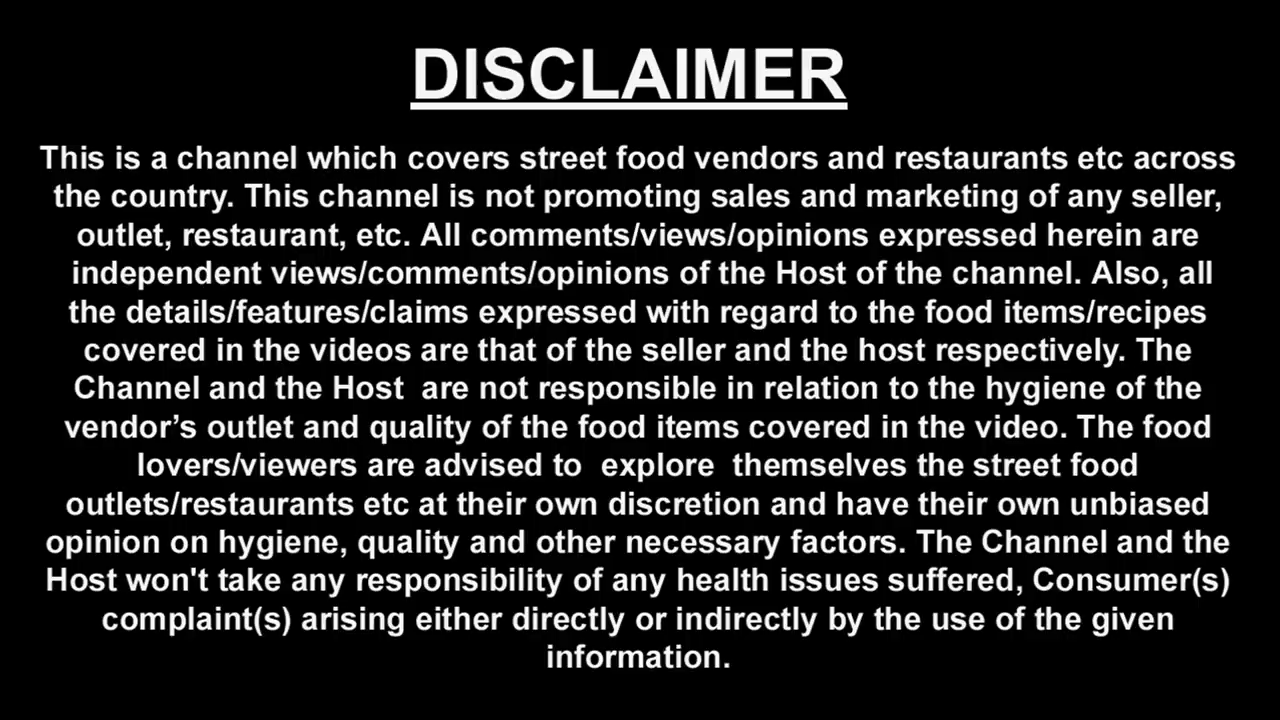 DISCLAIMER
This is a channel which covers street food vendors and restaurants etc across
the country. This channel is not promoting sales and marketing of any seller,
outlet, restaurant, etc. All comments/views/opinions expressed herein are
independent views/comments/opinions of the Host of the channel. Also, all
the details/features/claims expressed with regard to the food items/recipes
covered in the videos are that of the seller and the host respectively. The
Channel and the Host  are not responsible in relation to the hygiene of the
vendor’s outlet and quality of the food items covered in the video. The food
lovers/viewers are advised to  explore  themselves the street food
outlets/restaurants etc at their own discretion and have their own unbiased
opinion on hygiene, quality and other necessary factors. The Channel and the
Host won't take any responsibility of any health issues suffered, Consumer(s)
complaint(s) arising either directly or indirectly by the use of the given
information.